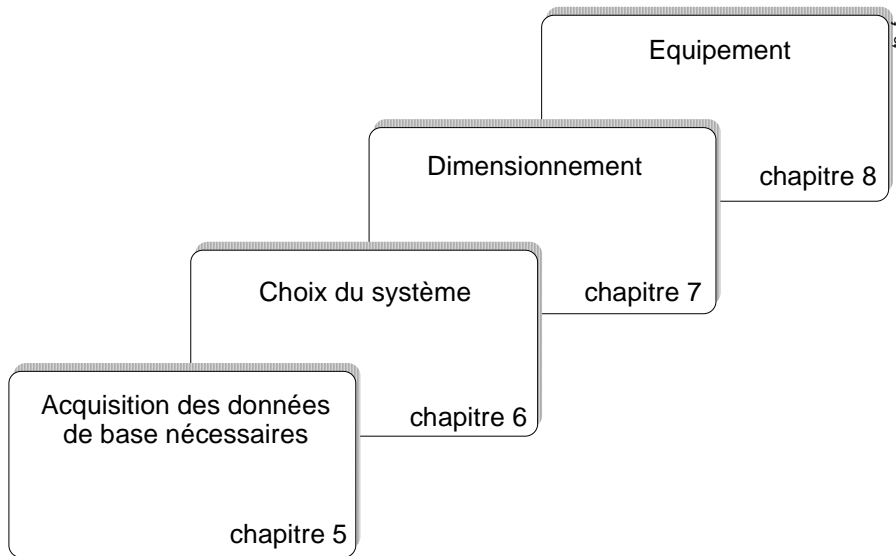 Equipement
chapitre 8
Dimensionnement
chapitre 7
Choix du système
chapitre 6
Acquisition des données
de base nécessaires
chapitre 5